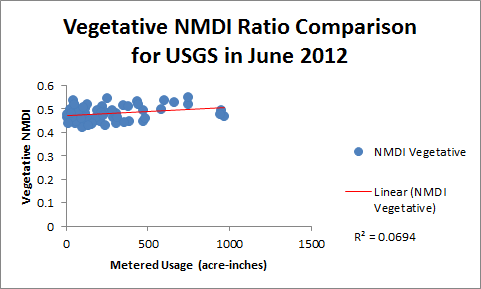 Vegetative NMDI Ratio Comparison
for USGS in June 2012
0.6
0.5
0.4
0.3
0.2
0.1
0
Vegetative NMDI
0 500 1000 1500
Metered Usage (acre-inches)
NMDI Vegetative
Linear (NMDI
Vegetative)
R² = 0.0694